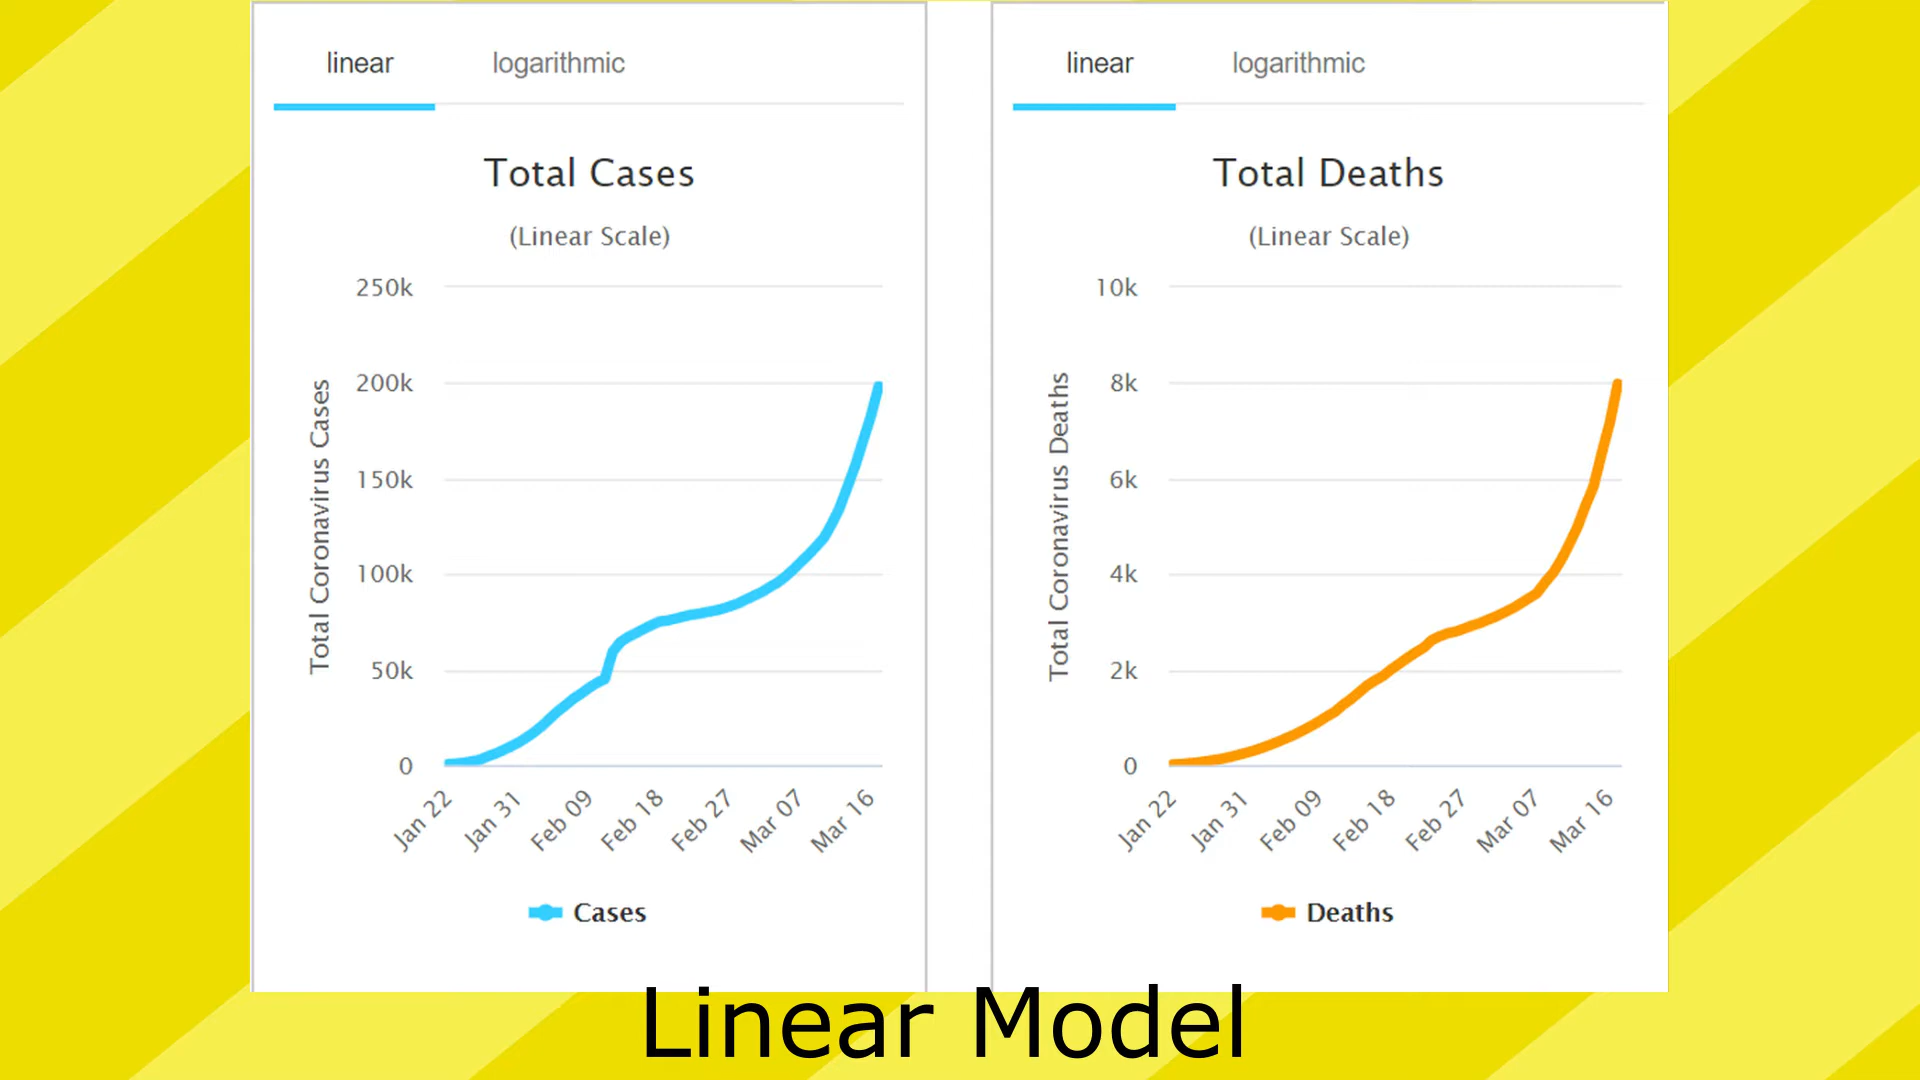 linear logarithmic
Total Cases
(Linear Scale)
Total Coronavirus Cases
250k
200k
150k
100k
50k
0
Jan 22
Jan 31
Feb 09
Feb 18
Feb 27
Mar 07
Mar 16
Cases
linear logarithmic
Total Deaths
(Linear Scale)
Total Coronavirus Deaths
10k
8k
6k
4k
2k
0
Jan 22
Jan 31
Feb 09
Feb 18
Feb 27
Mar 07
Mar 16
Deaths
Linear Model